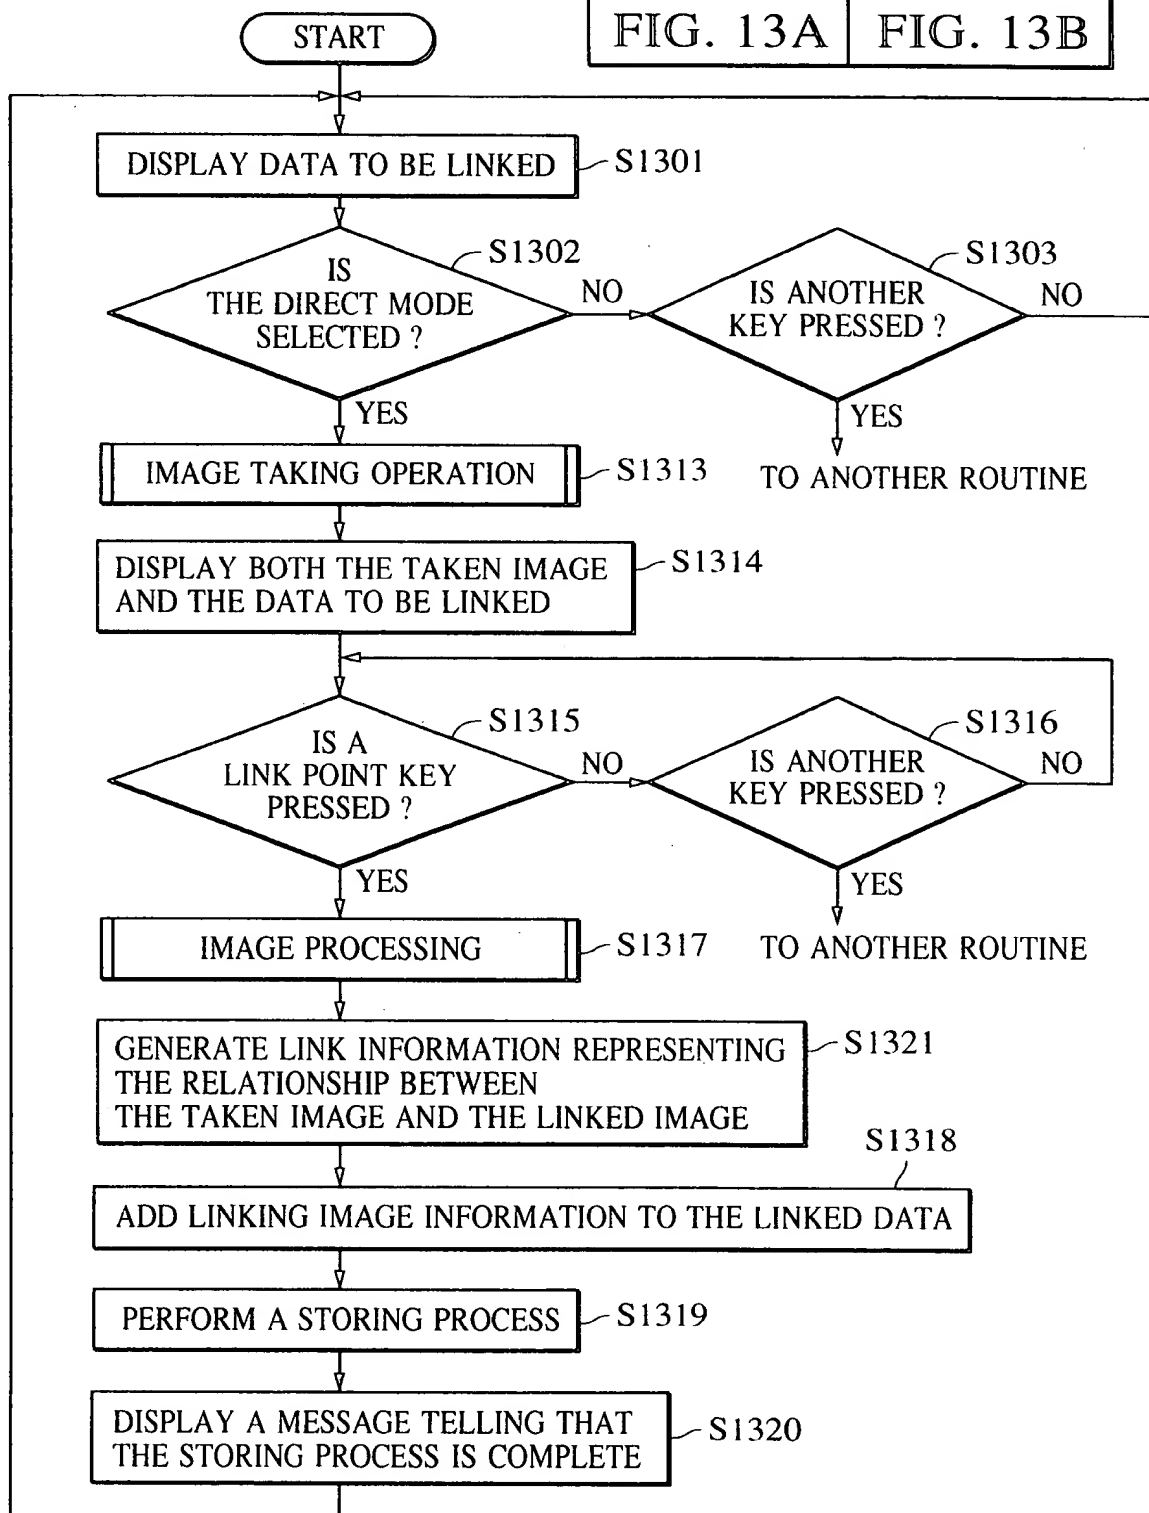 START
FIG. 13A
FIG. 13B
DISPLAY DATA TO BE LINKED
S1301
IS
THE DIRECT MODE
SELECTED ?
S1302
NO
IS ANOTHER
KEY PRESSED ?
S1303
NO
YES
YES
TO ANOTHER ROUTINE
IMAGE TAKING OPERATION
S1313
DISPLAY BOTH THE TAKEN IMAGE
AND THE DATA TO BE LINKED
S1314
IS A
LINK POINT KEY
PRESSED ?
S1315
NO
IS ANOTHER
KEY PRESSED ?
S1316
NO
YES
YES
TO ANOTHER ROUTINE
IMAGE PROCESSING
S1317
GENERATE LINK INFORMATION REPRESENTING
THE RELATIONSHIP BETWEEN
THE TAKEN IMAGE AND THE LINKED IMAGE
S1321
S1318
ADD LINKING IMAGE INFORMATION TO THE LINKED DATA
PERFORM A STORING PROCESS
S1319
DISPLAY A MESSAGE TELLING THAT
THE STORING PROCESS IS COMPLETE
S1320